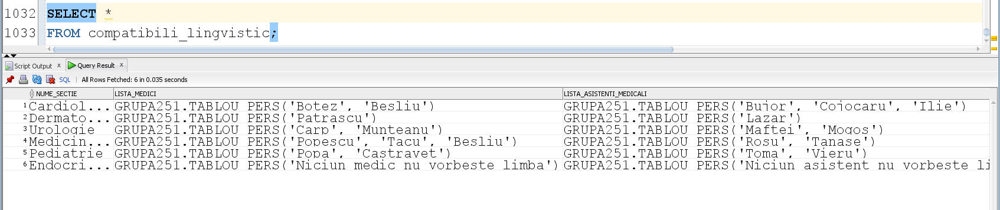 1032 SELECT *
1033 FROM compatibili_lingvistic;
Script Output x Query Result x
SQL | All Rows Fetched: 6 in 0.035 seconds
NUME_SECTIE LISTA_MEDICI LISTA_ASISTENTI_MEDICALI
1 Cardiol... GRUPA251.TABLOU_PERS('Botez', 'Besliu') GRUPA251.TABLOU_PERS('Bujor', 'Cojocaru', 'Ilie')
2 Dermato... GRUPA251.TABLOU_PERS('Patrascu') GRUPA251.TABLOU_PERS('Lazar')
3 Urologie GRUPA251.TABLOU_PERS('Carp', 'Munteanu') GRUPA251.TABLOU_PERS('Maftei', 'Mogos')
4 Medicin... GRUPA251.TABLOU_PERS('Popescu', 'Tacu', 'Besliu') GRUPA251.TABLOU_PERS('Rosu', 'Tanase')
5 Pediatrie GRUPA251.TABLOU_PERS('Popa', 'Castravet') GRUPA251.TABLOU_PERS('Toma', 'Vieru')
6 Endocri... GRUPA251.TABLOU_PERS('Niciun medic nu vorbeste limba') GRUPA251.TABLOU_PERS('Niciun asistent nu vorbeste li